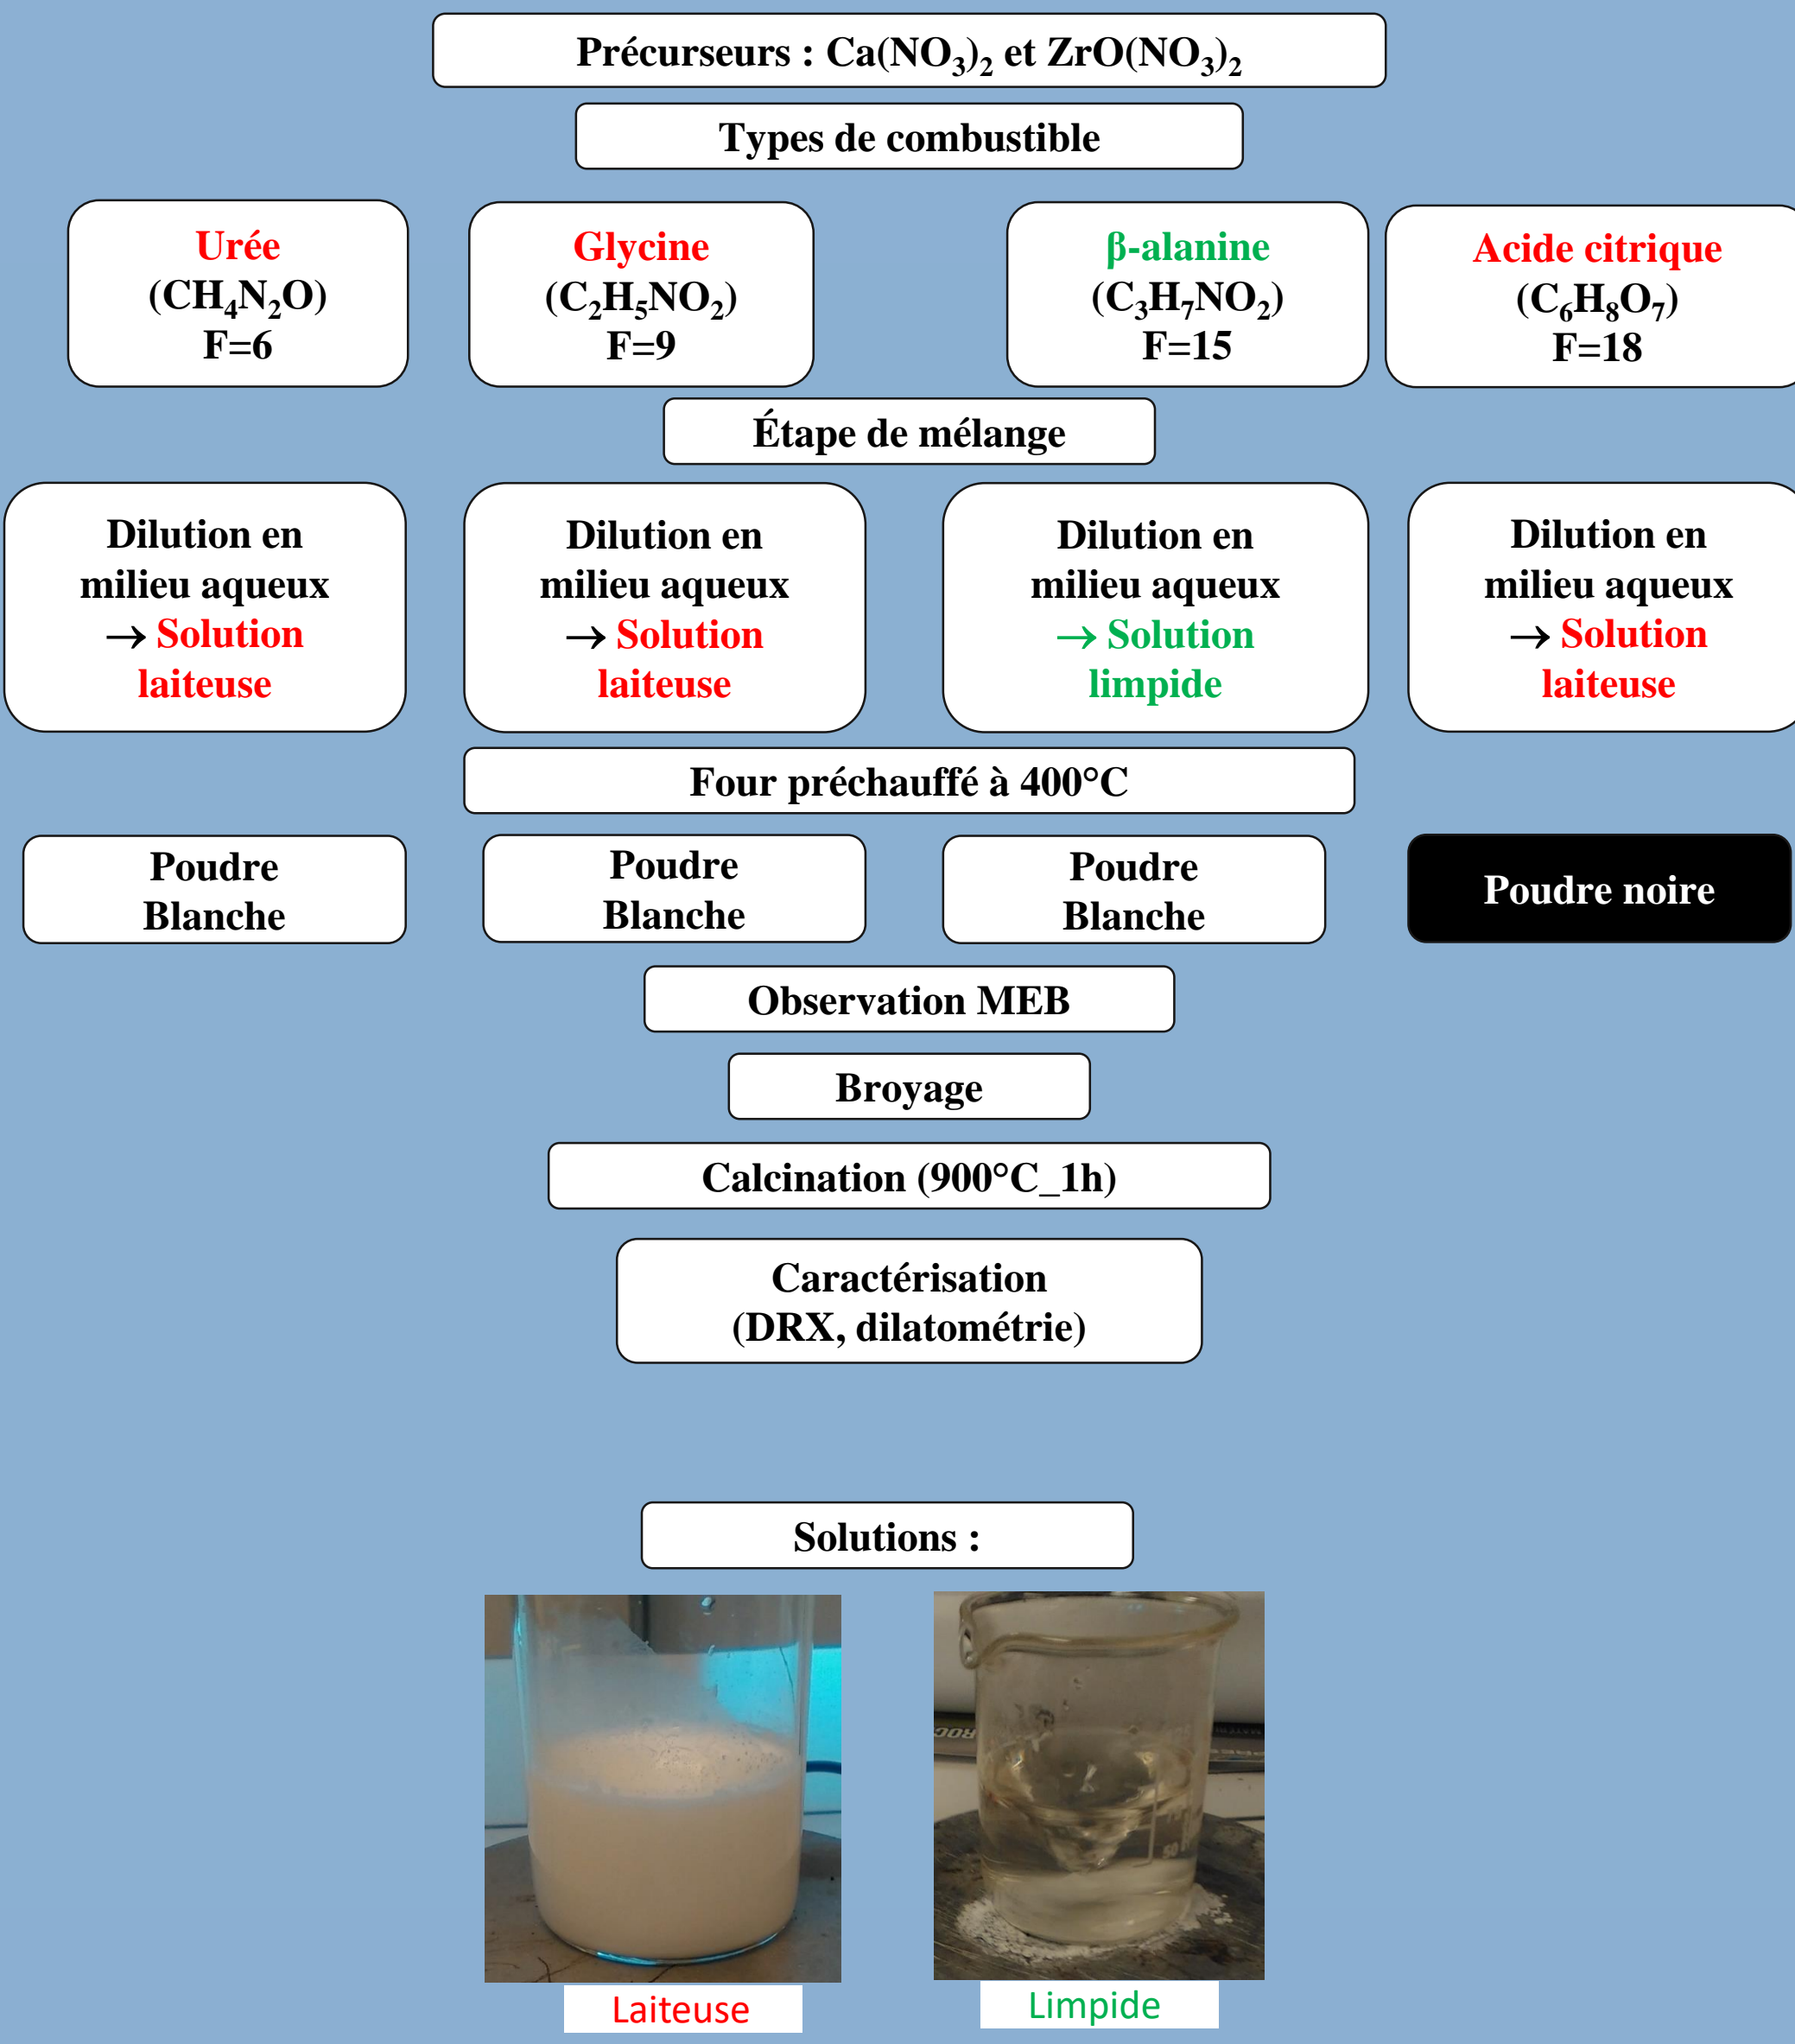 Précurseurs : Ca(NO₃)₂ et ZrO(NO₃)₂
Types de combustible
Urée
(CH₄N₂O)
F=6
Glycine
(C₂H₅NO₂)
F=9
β-alanine
(C₃H₇NO₂)
F=15
Acide citrique
(C₆H₈O₇)
F=18
Étape de mélange
Dilution en
milieu aqueux
→ Solution
laiteuse
Dilution en
milieu aqueux
→ Solution
laiteuse
Dilution en
milieu aqueux
→ Solution
limpide
Dilution en
milieu aqueux
→ Solution
laiteuse
Four préchauffé à 400°C
Poudre
Blanche
Poudre
Blanche
Poudre
Blanche
Poudre noire
Observation MEB
Broyage
Calcination (900°C_1h)
Caractérisation
(DRX, dilatométrie)
Solutions :
50
Laiteuse
Limpide